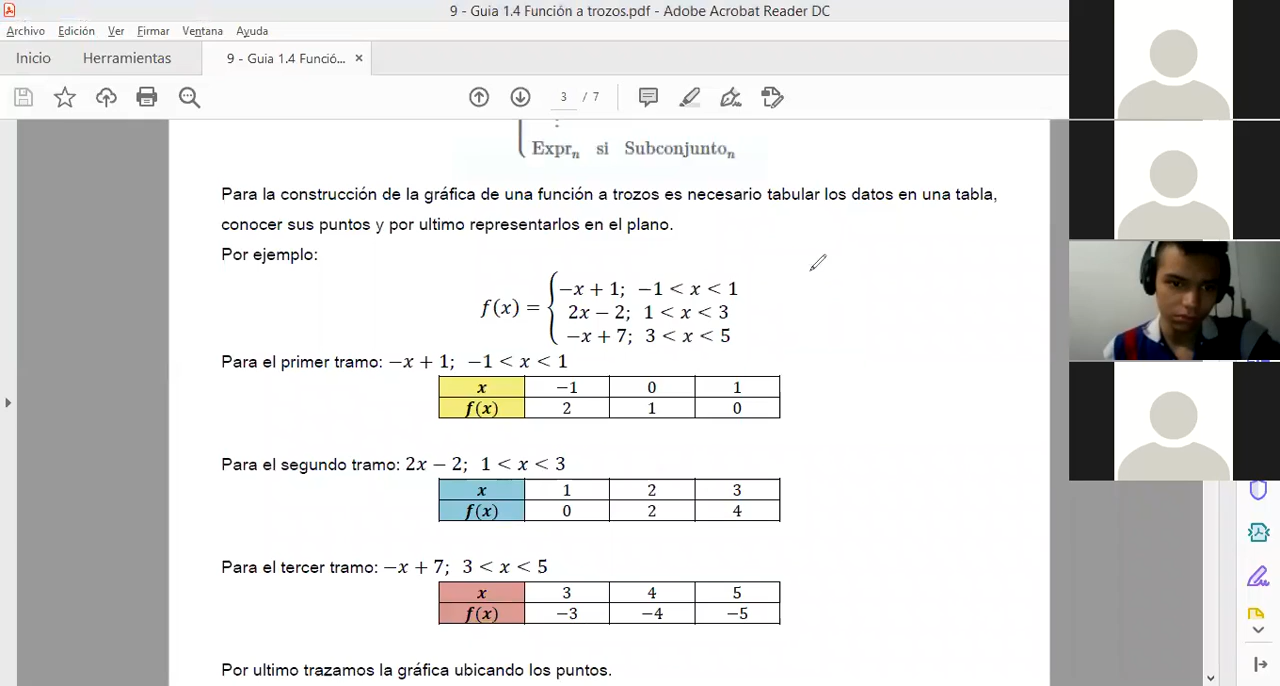 9 - Guia 1.4 Función a trozos.pdf - Adobe Acrobat Reader DC
Archivo Edición Ver Firmar Ventana Ayuda
Inicio Herramientas 9 - Guia 1.4 Funció... ×
3 / 7
⋮
Exprₙ si Subconjuntoₙ
Para la construcción de la gráfica de una función a trozos es necesario tabular los datos en una tabla,
conocer sus puntos y por ultimo representarlos en el plano.
Por ejemplo:
−x + 1; −1 < x < 1
f(x) = { 2x − 2; 1 < x < 3
−x + 7; 3 < x < 5
Para el primer tramo: −x + 1; −1 < x < 1
x −1 0 1
f(x) 2 1 0
Para el segundo tramo: 2x − 2; 1 < x < 3
x 1 2 3
f(x) 0 2 4
Para el tercer tramo: −x + 7; 3 < x < 5
x 3 4 5
f(x) −3 −4 −5
Por ultimo trazamos la gráfica ubicando los puntos.